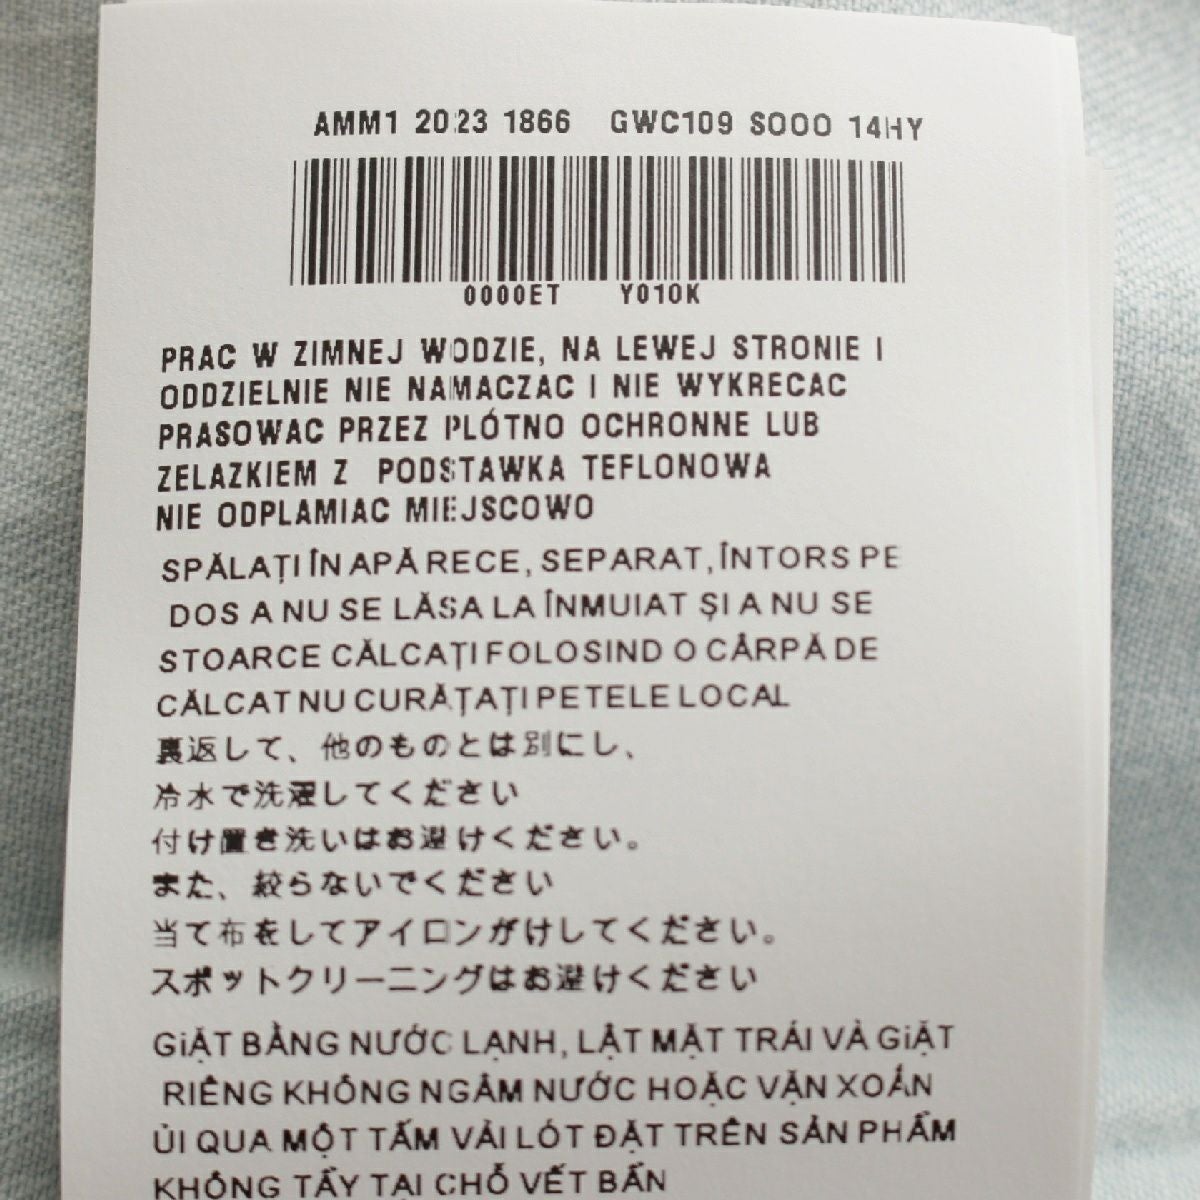 AMM1 2023 1866 GWC109 S000 14HY
0000ET Y010K
PRAC W ZIMNEJ WODZIE, NA LEWEJ STRONIE I
ODDZIELNIE NIE NAMACZAC I NIE WYKRECAC
PRASOWAC PRZEZ PLÓTNO OCHRONNE LUB
ZELAZKIEM Z PODSTAWKA TEFLONOWA
NIE ODPLAMIAC MIEJSCOWO
SPĂLAȚI ÎN APĂ RECE, SEPARAT, ÎNTORS PE
DOS A NU SE LĂSA LA ÎNMUIAT ȘI A NU SE
STOARCE CĂLCAȚI FOLOSIND O CÂRPĂ DE
CĂLCAT NU CURĂȚAȚI PETELE LOCAL
裏返して、他のものとは別にし、
冷水で洗濯してください
付け置き洗いはお避けください。
また、絞らないでください
当て布をしてアイロンがけしてください。
スポットクリーニングはお避けください
GiẶT BẰNG NƯỚC LẠNH, LẬT MẶT TRÁI VÀ GiẶT
RIÊNG KHÔNG NGÂM NƯỚC HOẶC VẶN XOẮN
ỦI QUA MỘT TẤM VẢI LÓT ĐẶT TRÊN SẢN PHẨM
KHÔNG TẨY TẠI CHỖ VẾT BẨN